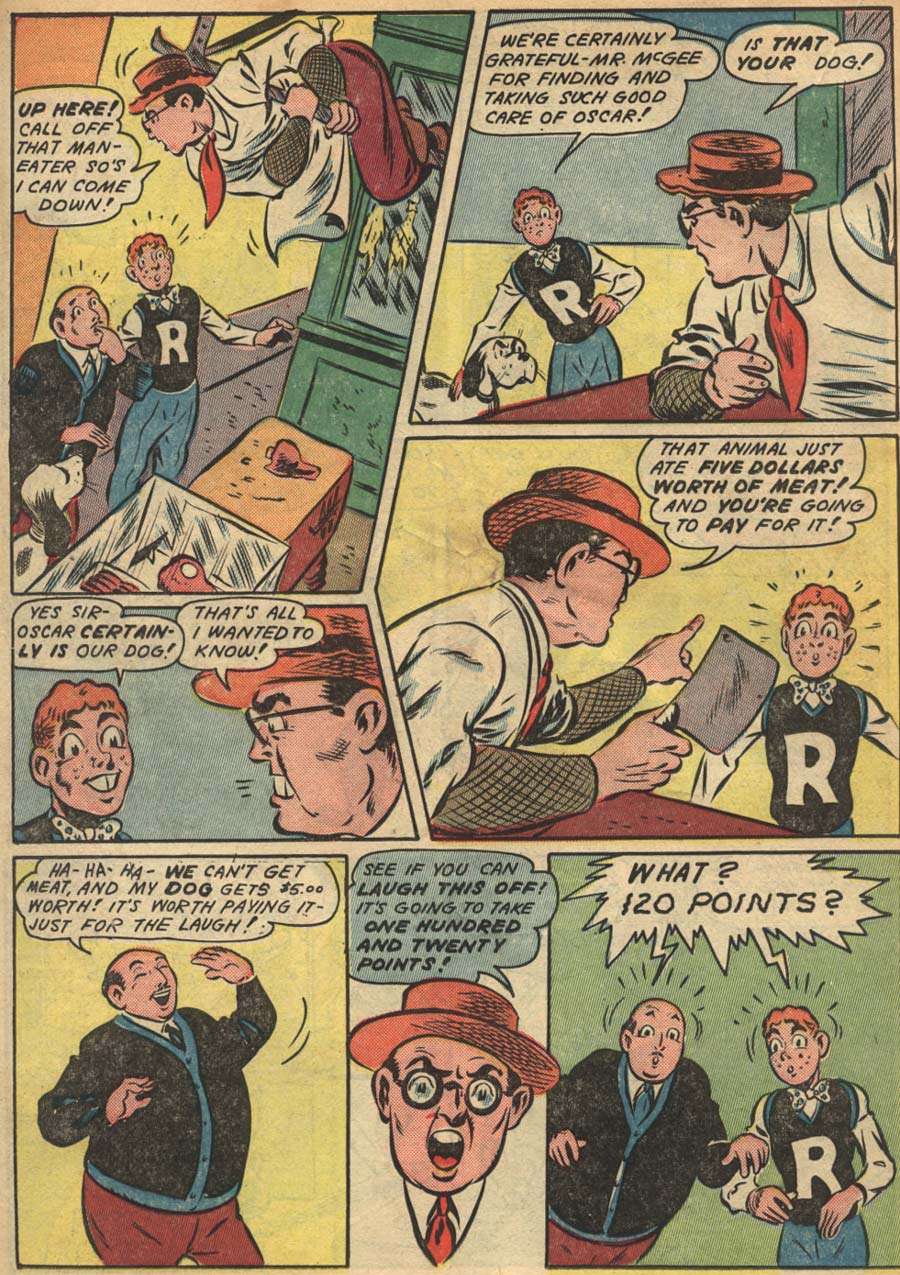 UP HERE!
CALL OFF
THAT MAN-
EATER SO'S
I CAN COME
DOWN!
R
WE'RE CERTAINLY
GRATEFUL-MR. McGEE
FOR FINDING AND
TAKING SUCH GOOD
CARE OF OSCAR!
IS THAT
YOUR DOG!
R
YES SIR-
OSCAR CERTAIN-
LY IS OUR DOG!
THAT'S ALL
I WANTED TO
KNOW!
THAT ANIMAL JUST
ATE FIVE DOLLARS
WORTH OF MEAT!
AND YOU'RE GOING
TO PAY FOR IT!
R
HA-HA-HA- WE CAN'T GET
MEAT, AND MY DOG GETS $5.00
WORTH! IT'S WORTH PAYING IT-
JUST FOR THE LAUGH!
SEE IF YOU CAN
LAUGH THIS OFF!
IT'S GOING TO TAKE
ONE HUNDRED
AND TWENTY
POINTS!
WHAT?
120 POINTS?
R